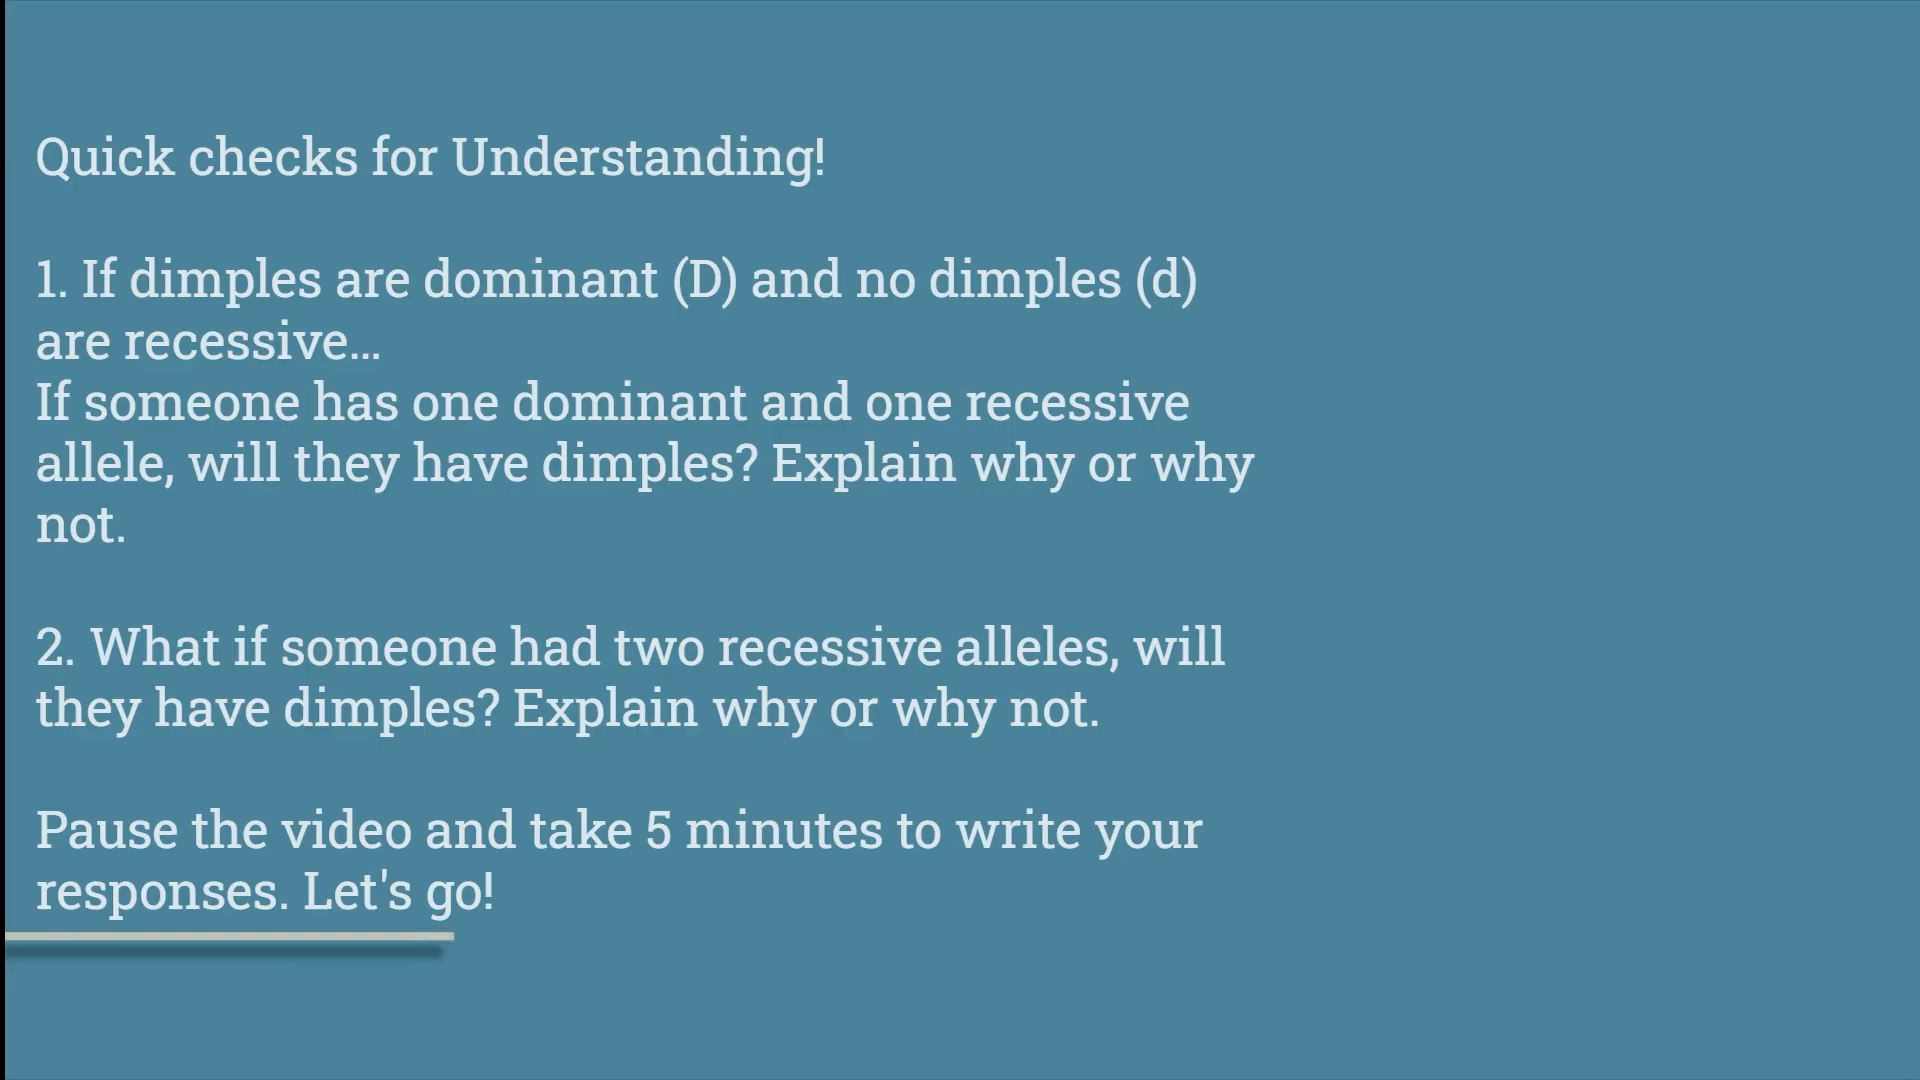 Quick checks for Understanding!
1. If dimples are dominant (D) and no dimples (d)
are recessive...
If someone has one dominant and one recessive
allele, will they have dimples? Explain why or why
not.
2. What if someone had two recessive alleles, will
they have dimples? Explain why or why not.
Pause the video and take 5 minutes to write your
responses. Let's go!